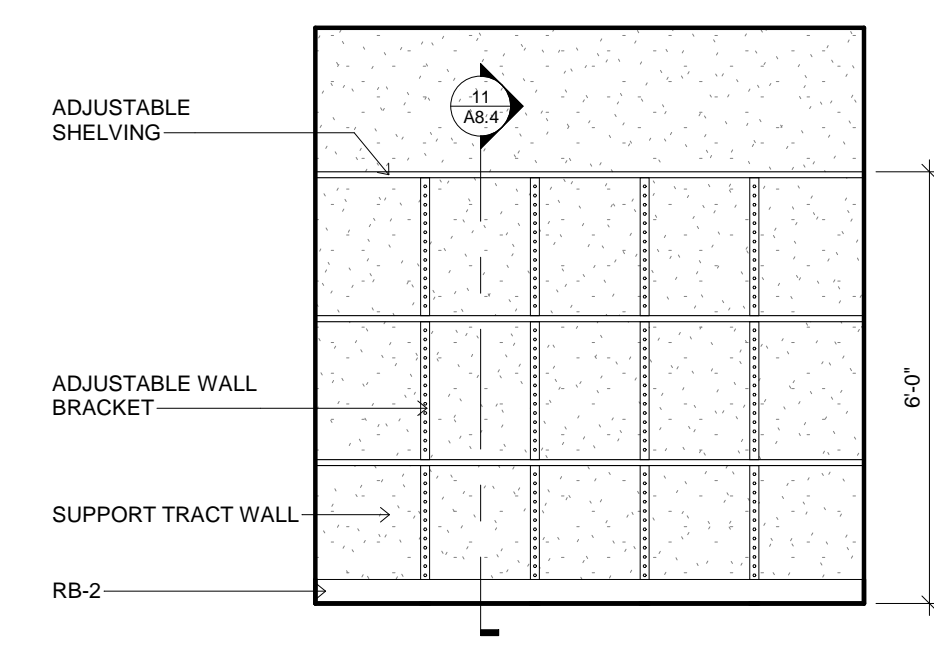 11
A8.4
ADJUSTABLE
SHELVING
ADJUSTABLE WALL
BRACKET
6'-0"
SUPPORT TRACT WALL
RB-2